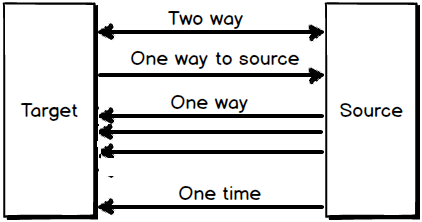 Two way
One way to source
Target
One way
Source
One time